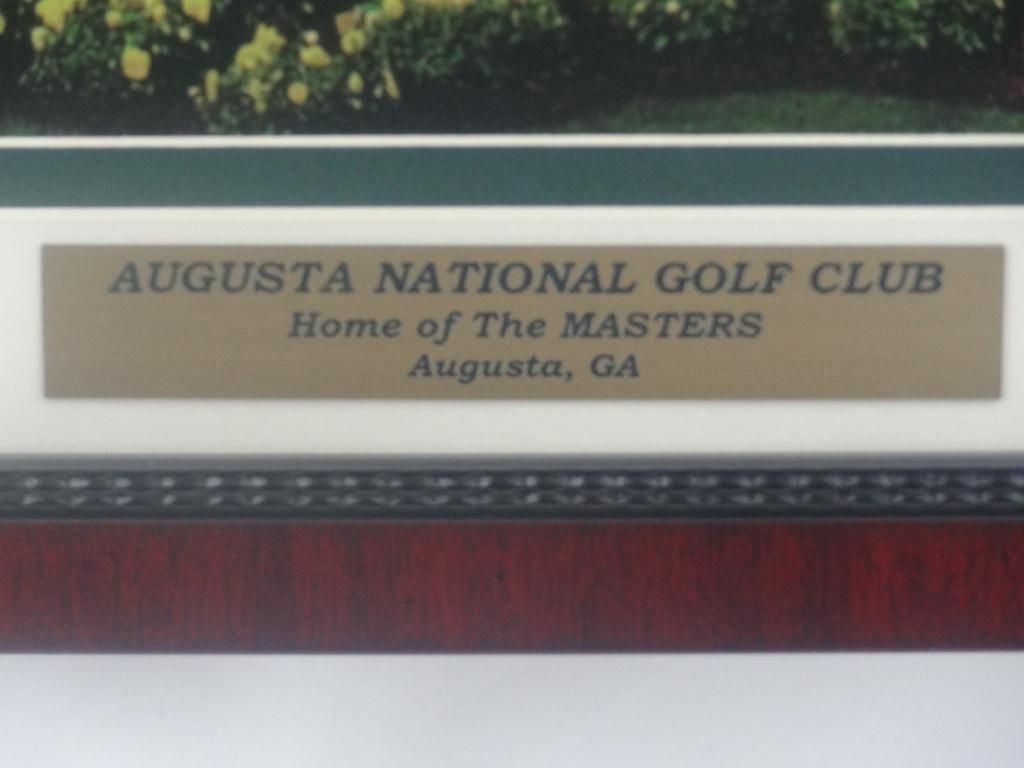 AUGUSTA NATIONAL GOLF CLUB
Home of The MASTERS
Augusta, GA